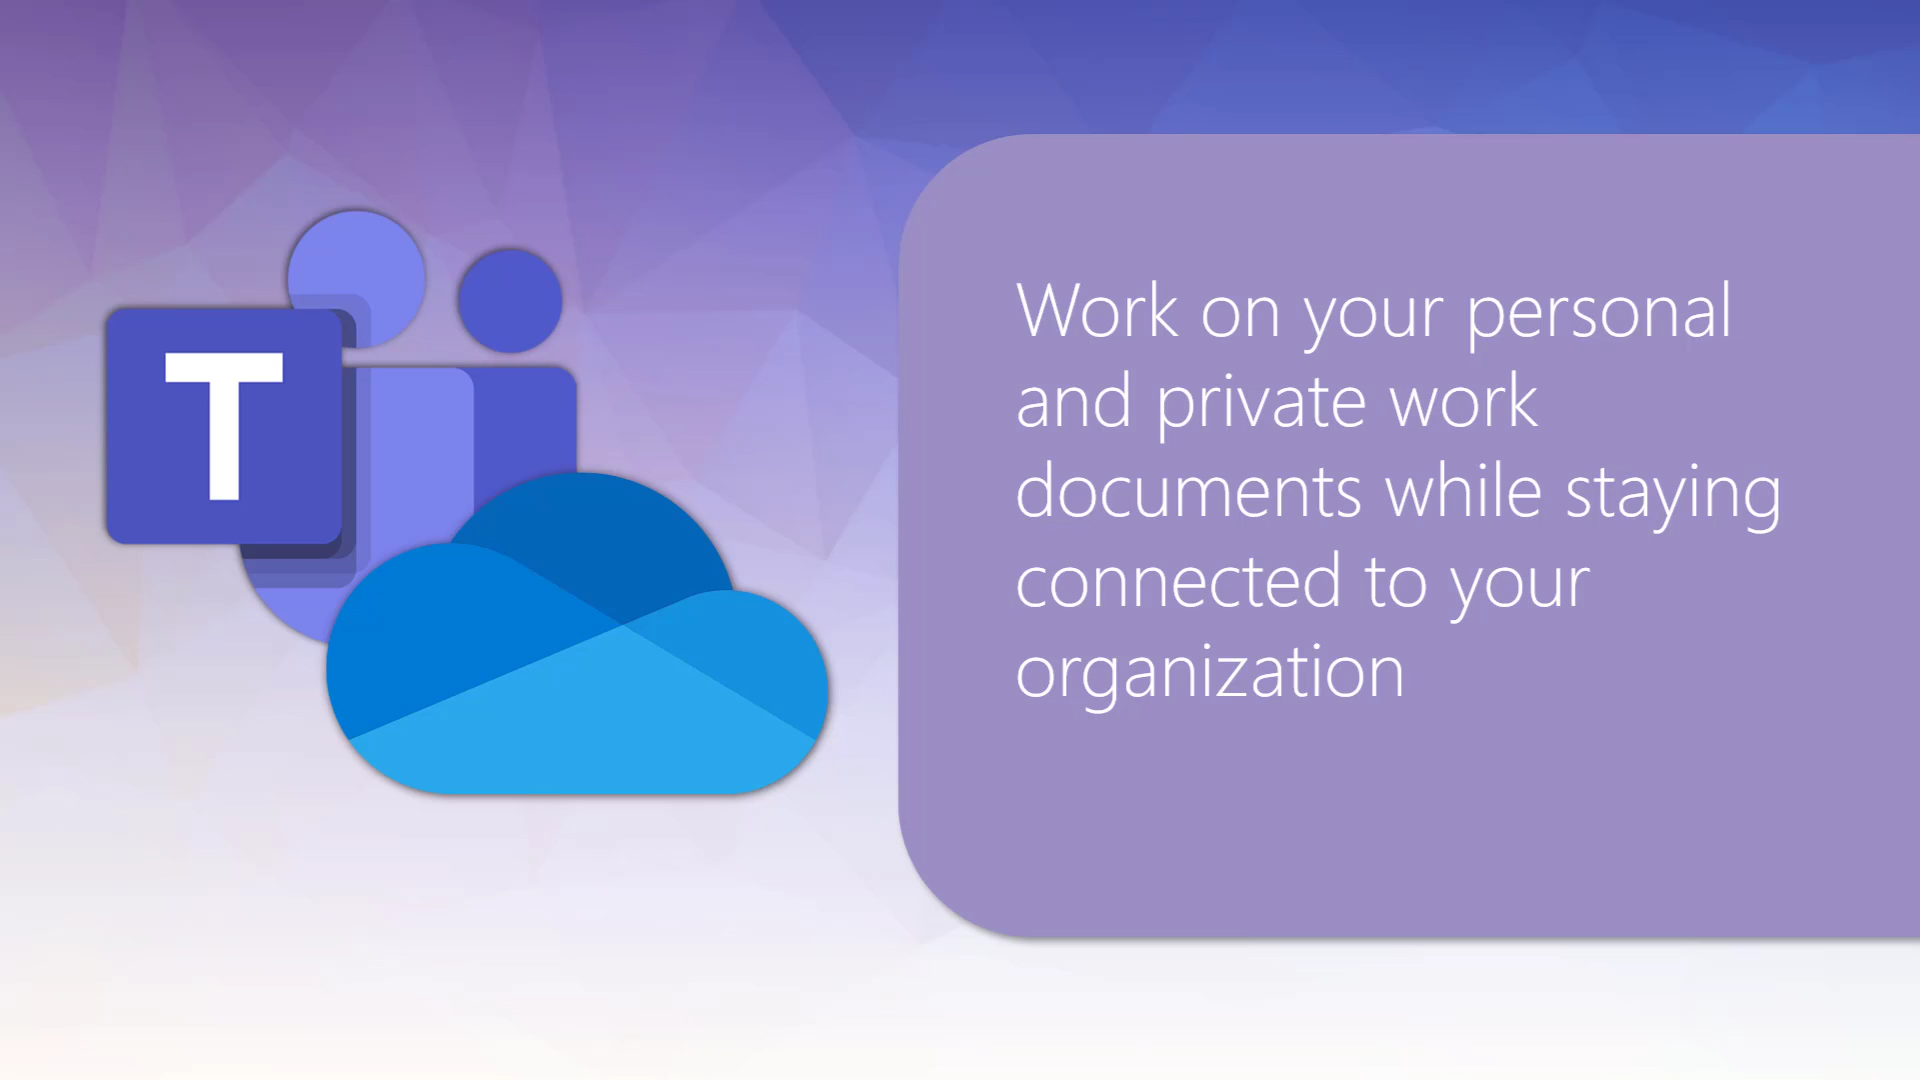 T
Work on your personal
and private work
documents while staying
connected to your
organization